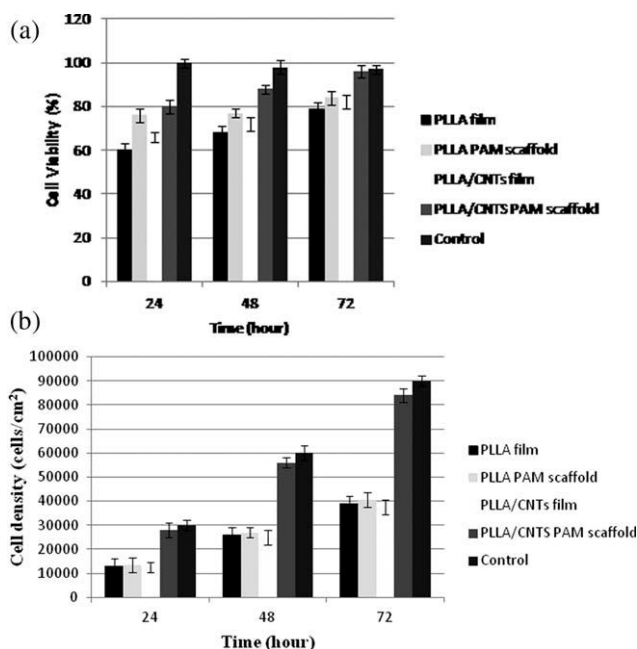 (a)
120
100
80
60
40
20
0
Cell Viability (%)
24 48 72
Time (hour)
PLLA film
PLLA PAM scaffold
PLLA/CNTs film
PLLA/CNTS PAM scaffold
Control
(b)
100000
90000
80000
70000
60000
50000
40000
30000
20000
10000
0
Cell density (cells/cm²)
24 48 72
Time (hour)
PLLA film
PLLA PAM scaffold
PLLA/CNTs film
PLLA/CNTS PAM scaffold
Control